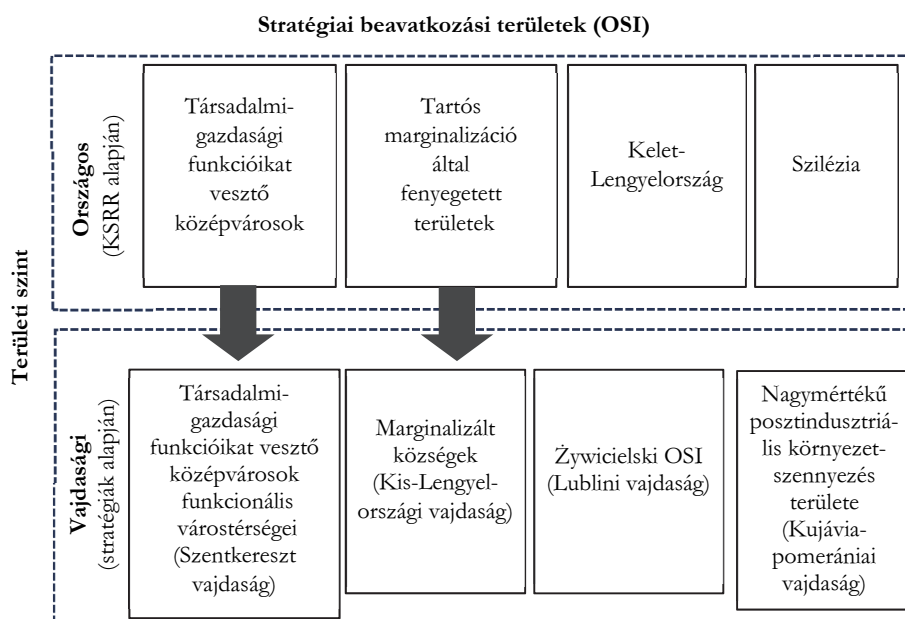 Stratégiai beavatkozási területek (OSI)
Területi szint
Országos
(KSRR alapján)
Társadalmi-
gazdasági
funkcióikat
vesztő
középvárosok
Tartós
marginalizáció
által
fenyegetett
területek
Kelet-
Lengyelország
Szilézia
Vajdasági
(stratégiák alapján)
Társadalmi-
gazdasági
funkcióikat vesztő
középvárosok
funkcionális
várostérségei
(Szentkereszt
vajdaság)
Marginalizált
községek
(Kis-Lengyel-
országi vajdaság)
Żywicielski OSI
(Lublini vajdaság)
Nagymértékű
posztindusztriá-
lis környezet-
szennyezés
területe
(Kujávia-
pomerániai
vajdaság)